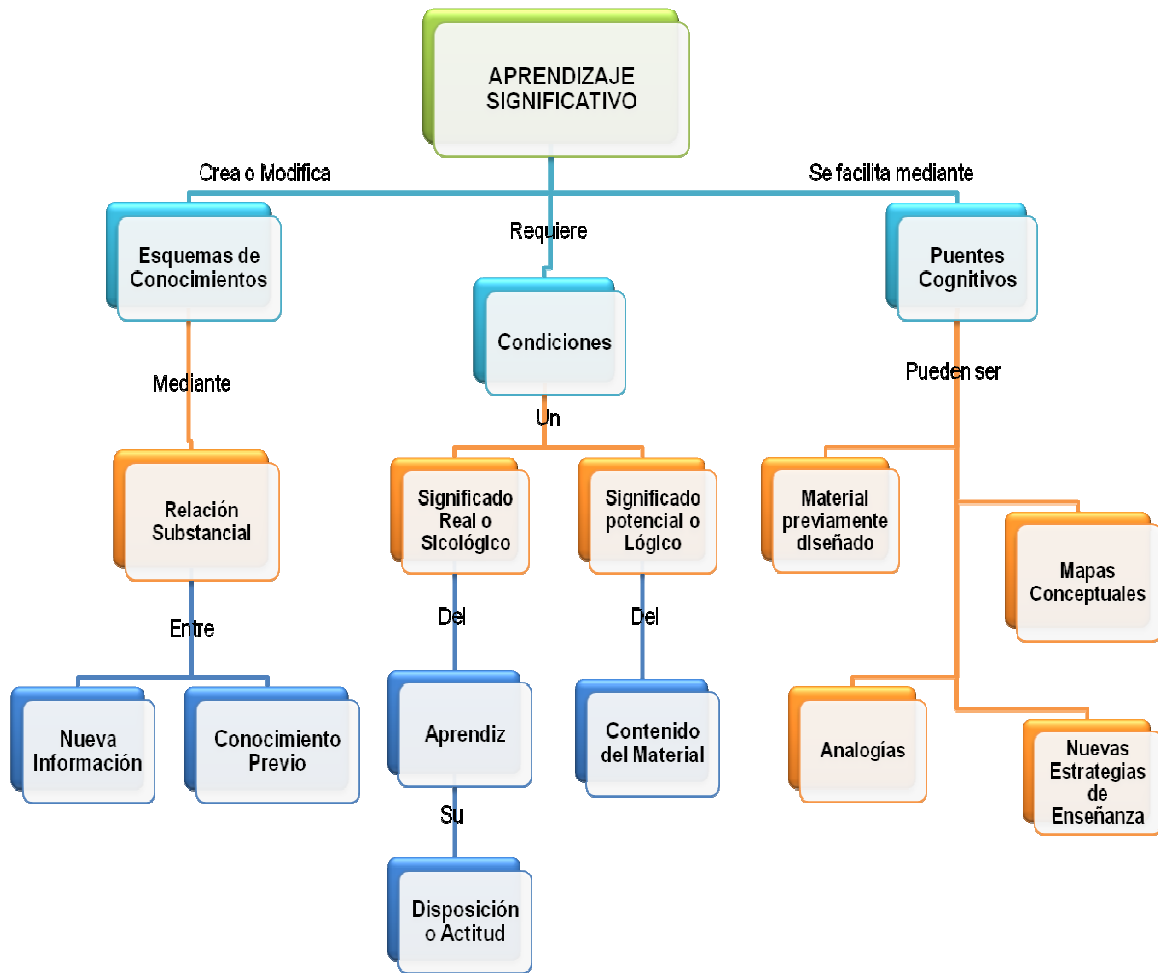 APRENDIZAJE
SIGNIFICATIVO
Crea o Modifica
Se facilita mediante
Requiere
Esquemas de
Conocimientos
Puentes
Cognitivos
Condiciones
Mediante
Pueden ser
Un
Relación
Substancial
Significado
Real o
Sicológico
Significado
potencial o
Lógico
Material
previamente
diseñado
Mapas
Conceptuales
Entre
Del
Del
Nueva
Información
Conocimiento
Previo
Aprendiz
Contenido
del Material
Analogías
Nuevas
Estrategias
de
Enseñanza
Su
Disposición
o Actitud